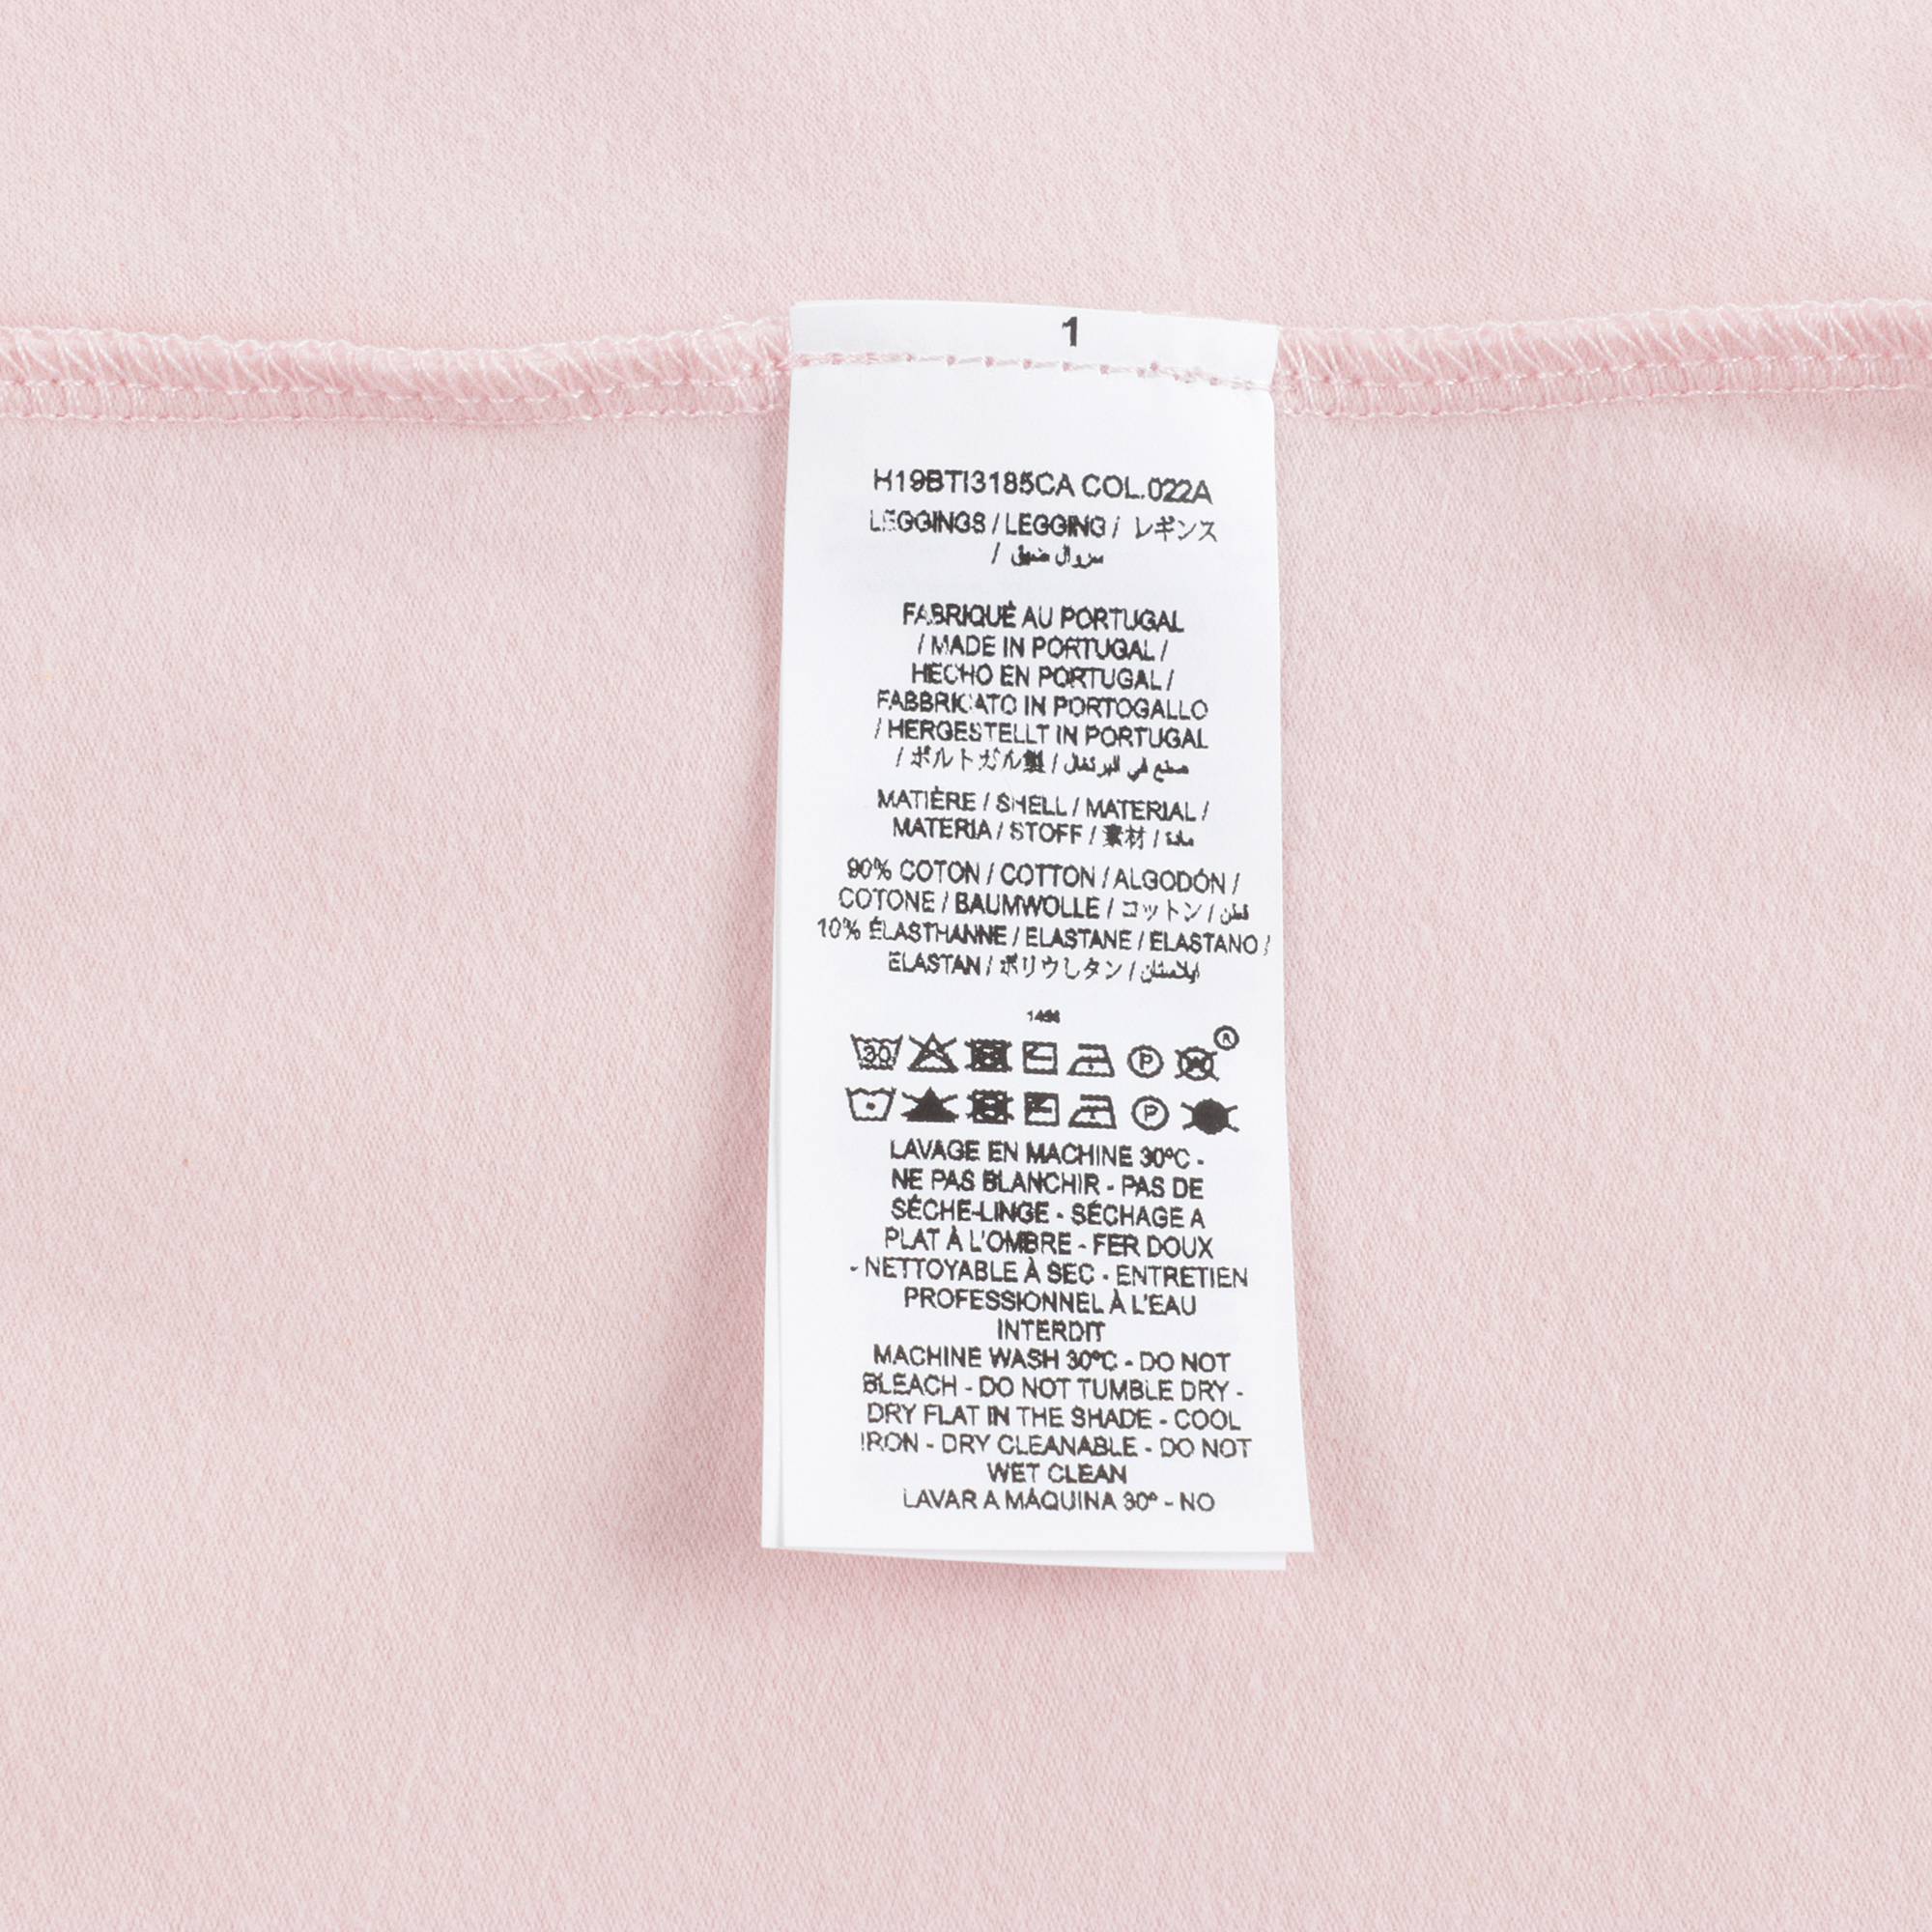 1
H19BTI3185CA COL.022A
LEGGINGS / LEGGING / レギンス
/ سروال ضيق
FABRIQUÉ AU PORTUGAL
/ MADE IN PORTUGAL /
HECHO EN PORTUGAL /
FABBRICATO IN PORTOGALLO
/ HERGESTELLT IN PORTUGAL
/ ポルトガル製 / صنع في البرتغال
MATIÈRE / SHELL / MATERIAL /
MATERIA / STOFF / 素材 / مادة
90% COTON / COTTON / ALGODÓN /
COTONE / BAUMWOLLE / コットン / قطن
10% ÉLASTHANNE / ELASTANE / ELASTANO /
ELASTAN / ポリウレタン / إيلاستان
30 P W ®
P
LAVAGE EN MACHINE 30ºC -
NE PAS BLANCHIR - PAS DE
SÉCHE-LINGE - SÉCHAGE A
PLAT À L'OMBRE - FER DOUX
- NETTOYABLE À SEC - ENTRETIEN
PROFESSIONNEL À L'EAU
INTERDIT
MACHINE WASH 30ºC - DO NOT
BLEACH - DO NOT TUMBLE DRY -
DRY FLAT IN THE SHADE - COOL
IRON - DRY CLEANABLE - DO NOT
WET CLEAN
LAVAR A MÁQUINA 30º - NO